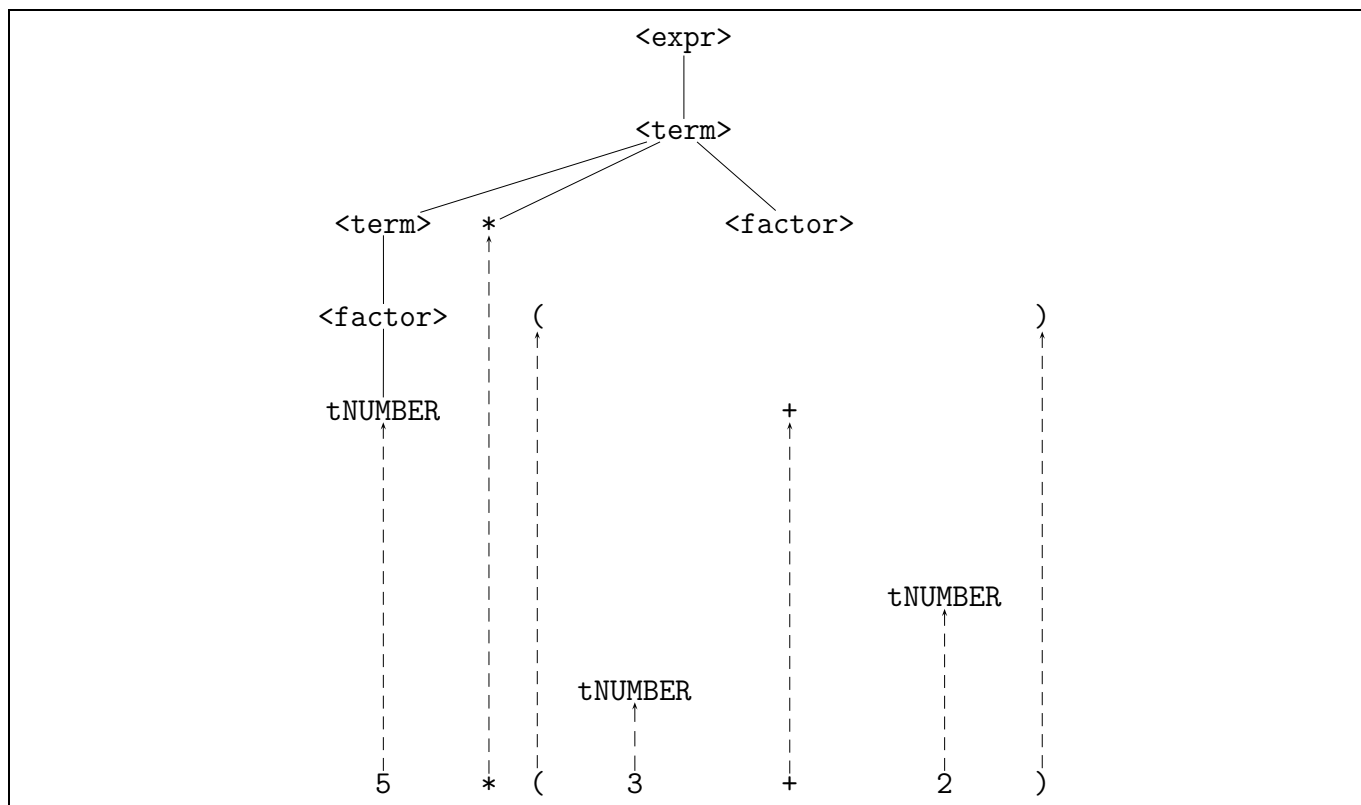 <expr>
<term>
<term> * <factor>
<factor> ( )
tNUMBER +
tNUMBER
tNUMBER
5 * ( 3 + 2 )